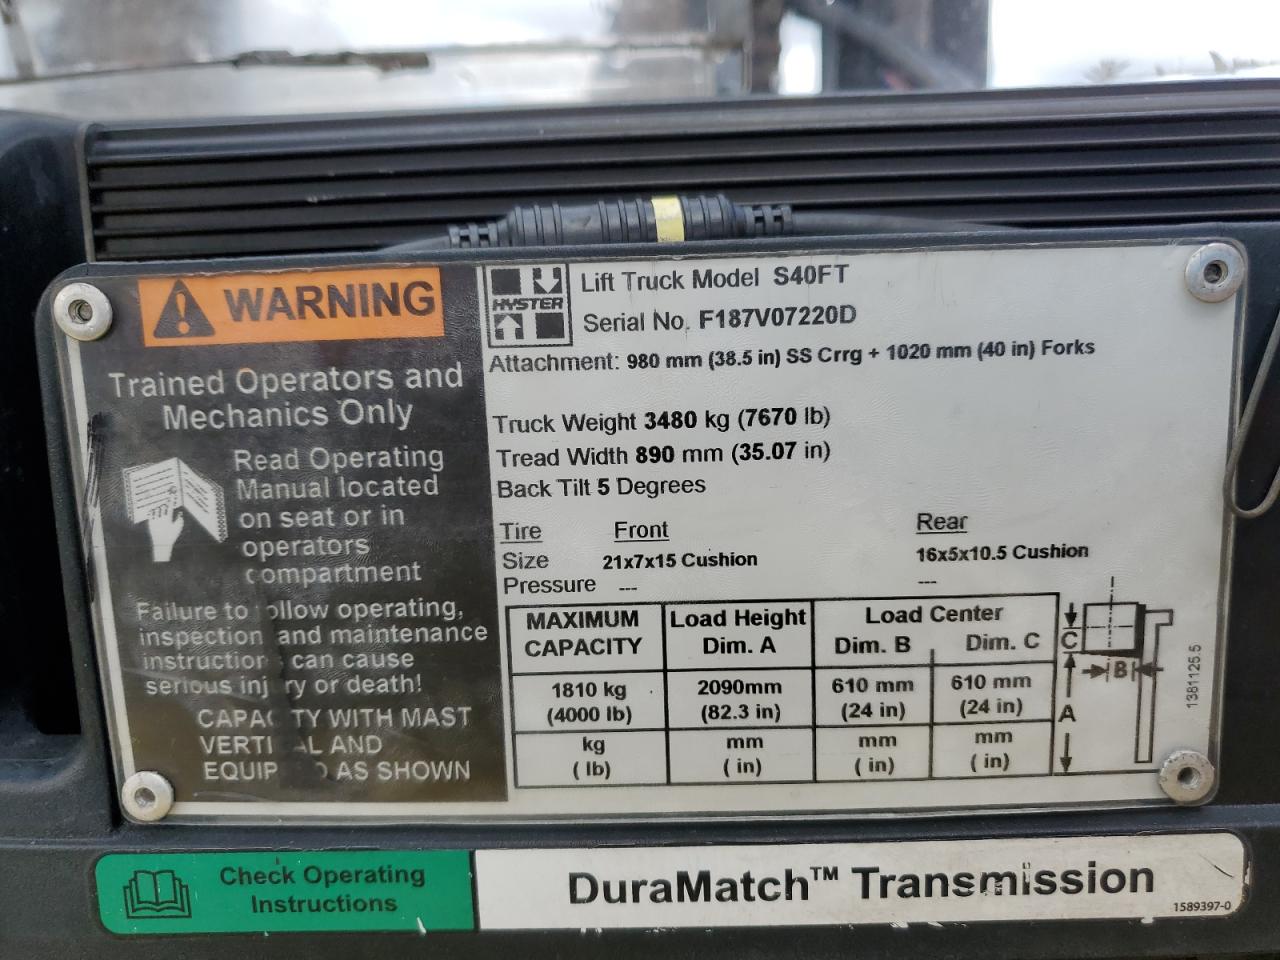 WARNING
Trained Operators and
Mechanics Only
Read Operating
Manual located
on seat or in
operators
compartment
Failure to follow operating,
inspection and maintenance
instruction can cause
serious injury or death!
CAPACITY WITH MAST
VERTICAL AND
EQUIPPED AS SHOWN
HYSTER
Lift Truck Model S40FT
Serial No. F187V07220D
Attachment: 980 mm (38.5 in) SS Crrg + 1020 mm (40 in) Forks
Truck Weight 3480 kg (7670 lb)
Tread Width 890 mm (35.07 in)
Back Tilt 5 Degrees
Tire Front Rear
Size 21x7x15 Cushion 16x5x10.5 Cushion
Pressure --- ---
MAXIMUM CAPACITY Load Height Dim. A Load Center Dim. B Dim. C
1810 kg 2090mm 610 mm 610 mm
(4000 lb) (82.3 in) (24 in) (24 in)
kg mm mm mm
( lb) ( in) ( in) ( in)
C
B
A
1381125.5
Check Operating
Instructions
DuraMatch™ Transmission
1589397-0